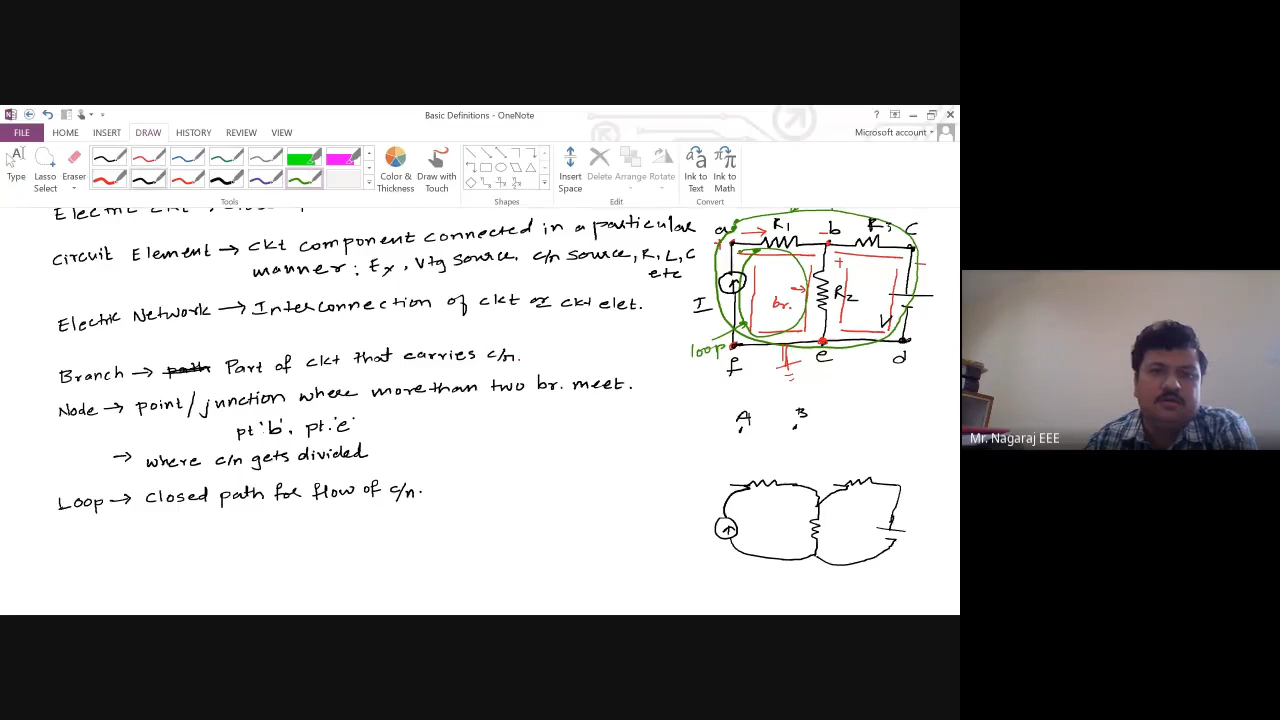 Basic Definitions - OneNote
?
FILE
HOME
INSERT
DRAW
HISTORY
REVIEW
VIEW
Microsoft account
Type
Lasso Select
Eraser
Color & Thickness
Draw with Touch
Insert Space
Delete
Arrange
Rotate
Ink to Text
Ink to Math
Tools
Shapes
Edit
Convert
Electric ckt
Circuit Element → ckt component connected in a particular
manner: Ex, Vtg source, c/n source, R, L, C
etc
Electric Network → Interconnection of ckt or ckt elet.
Branch → Part of ckt that carries c/n.
Node → point/junction where more than two br. meet.
pt 'b', pt. 'e'
→ where c/n gets divided
Loop → closed path for flow of c/n.
a
R1
b
c
+
-
+
-
I
br.
R2
V
loop
f
e
d
A
B
Mr. Nagaraj EEE